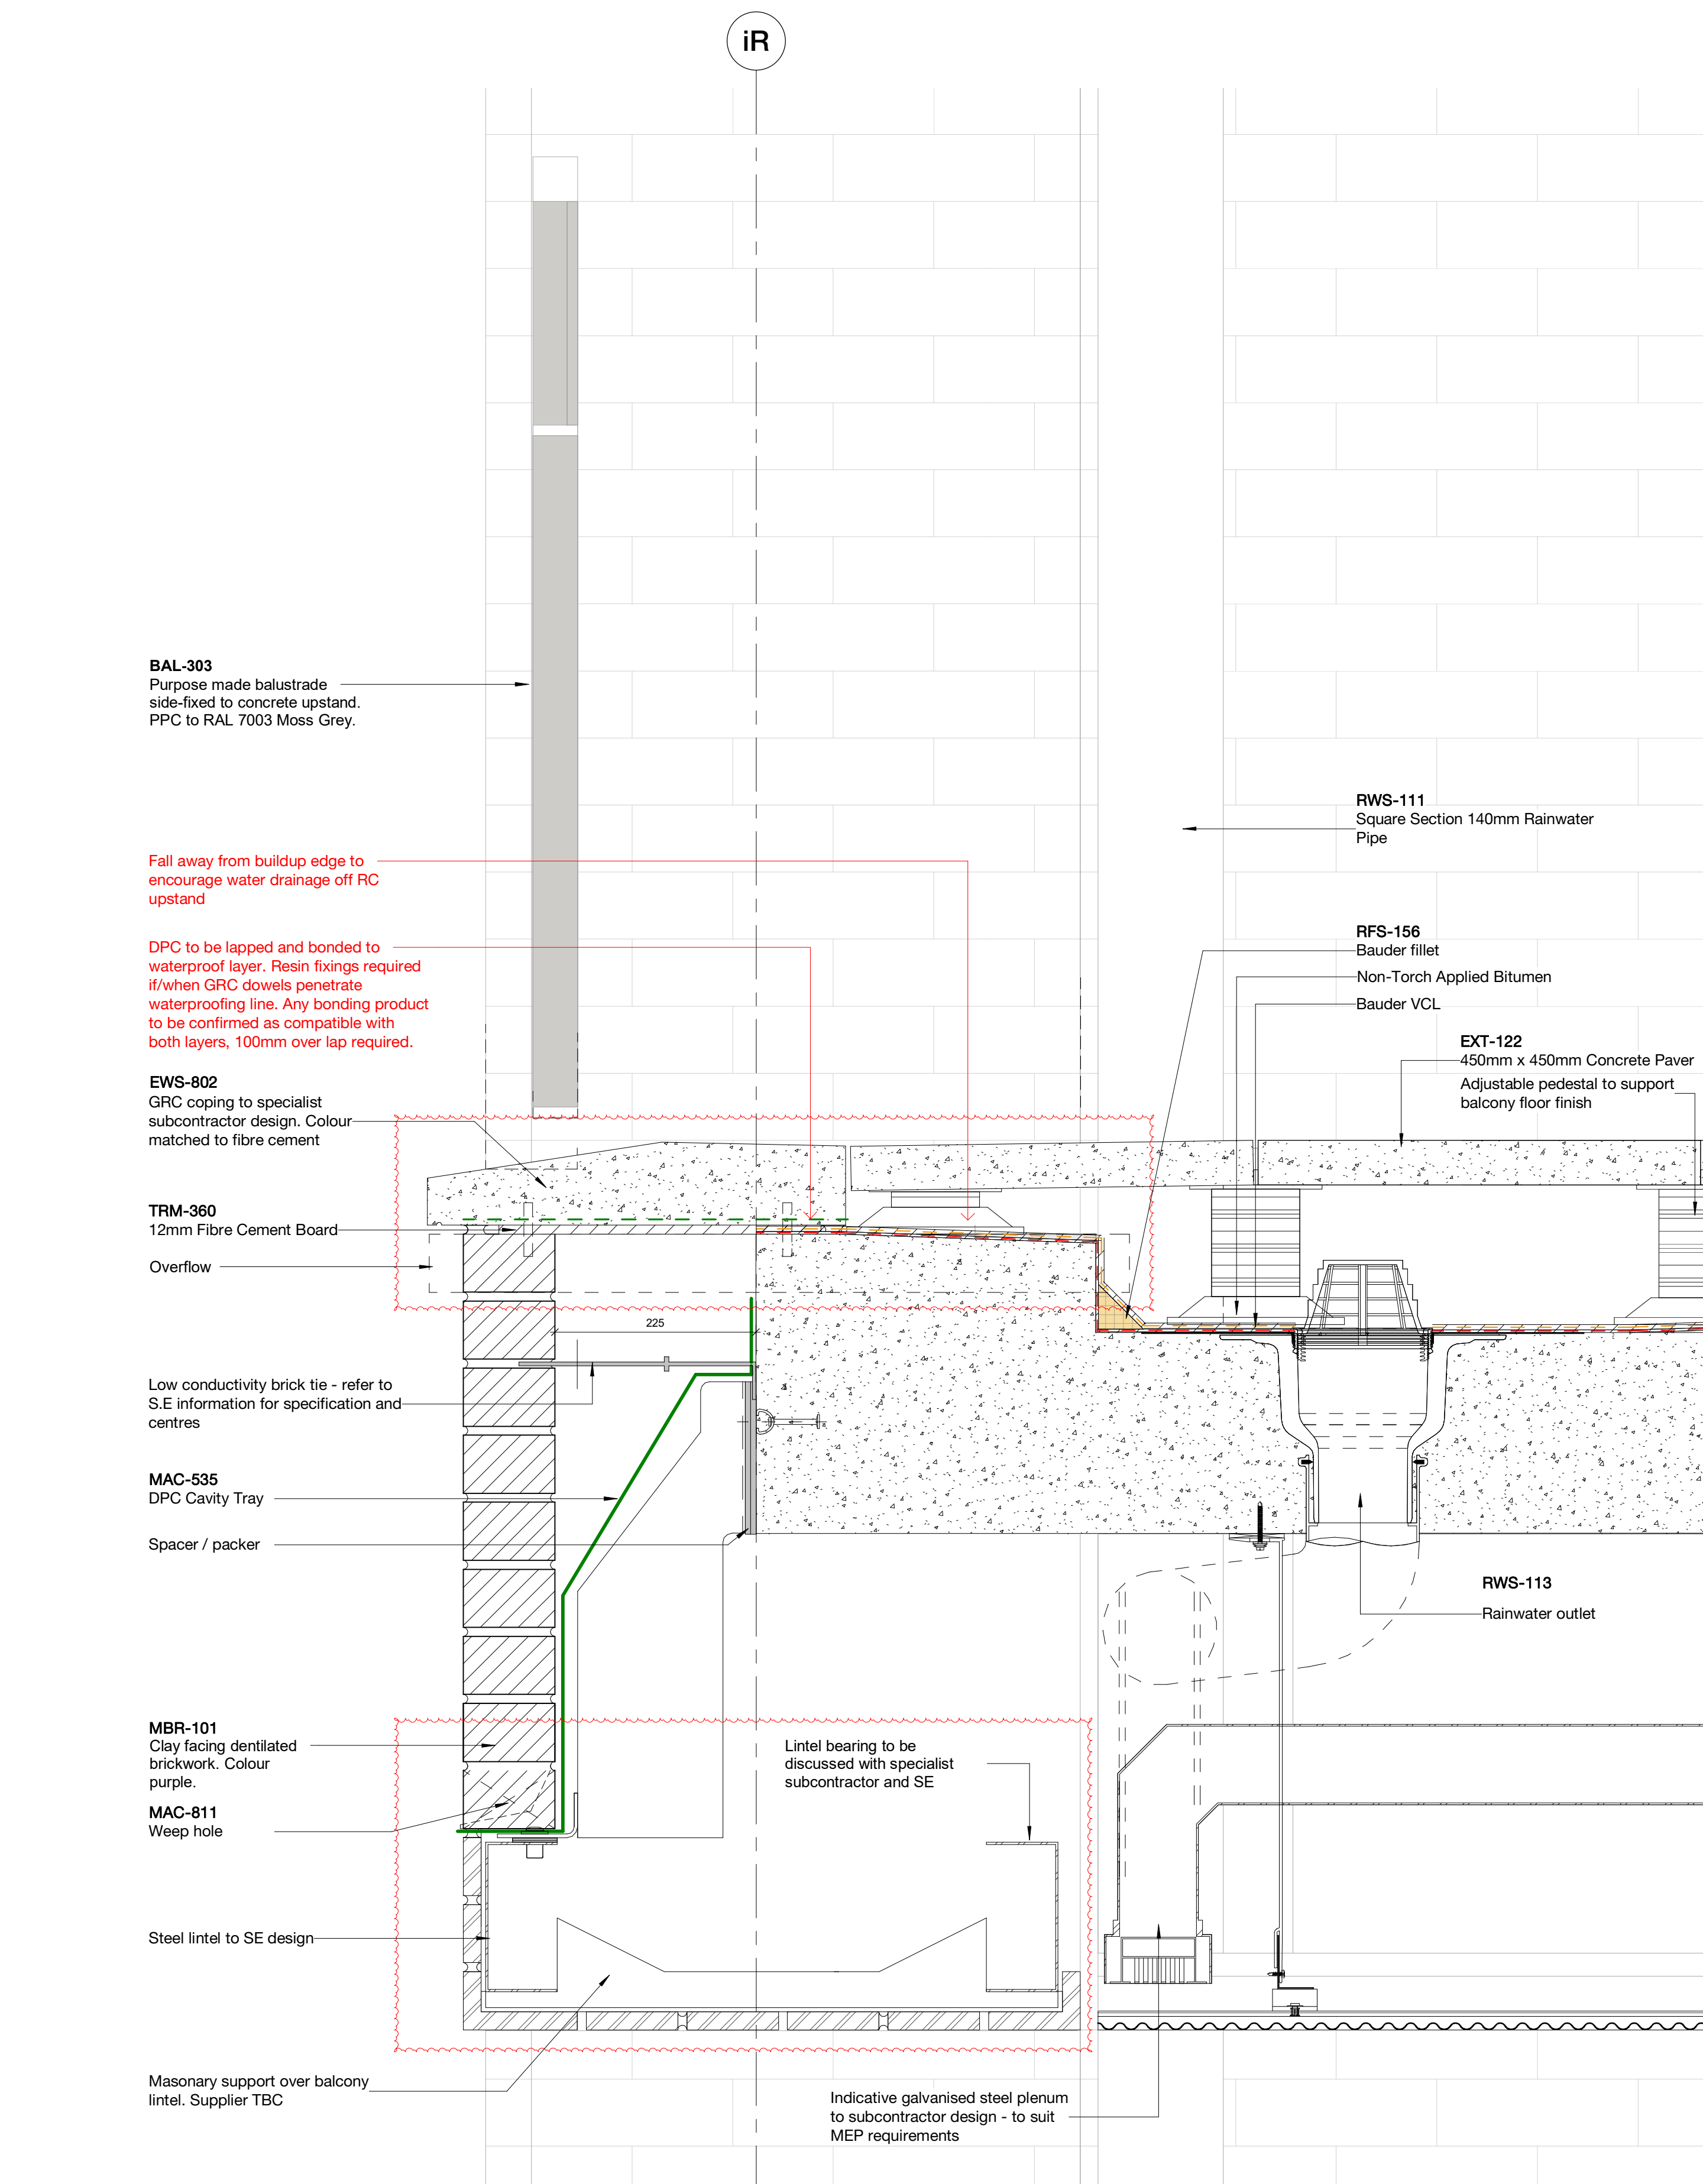 iR
BAL-303
Purpose made balustrade
side-fixed to concrete upstand.
PPC to RAL 7003 Moss Grey.
RWS-111
Square Section 140mm Rainwater
Pipe
Fall away from buildup edge to
encourage water drainage off RC
upstand
DPC to be lapped and bonded to
waterproof layer. Resin fixings required
if/when GRC dowels penetrate
waterproofing line. Any bonding product
to be confirmed as compatible with
both layers, 100mm over lap required.
RFS-156
Bauder fillet
Non-Torch Applied Bitumen
Bauder VCL
EXT-122
450mm x 450mm Concrete Paver
Adjustable pedestal to support
balcony floor finish
EWS-802
GRC coping to specialist
subcontractor design. Colour
matched to fibre cement
TRM-360
12mm Fibre Cement Board
Overflow
225
Low conductivity brick tie - refer to
S.E information for specification and
centres
MAC-535
DPC Cavity Tray
Spacer / packer
RWS-113
Rainwater outlet
MBR-101
Clay facing dentilated
brickwork. Colour
purple.
MAC-811
Weep hole
Lintel bearing to be
discussed with specialist
subcontractor and SE
Steel lintel to SE design
Masonary support over balcony
lintel. Supplier TBC
Indicative galvanised steel plenum
to subcontractor design - to suit
MEP requirements